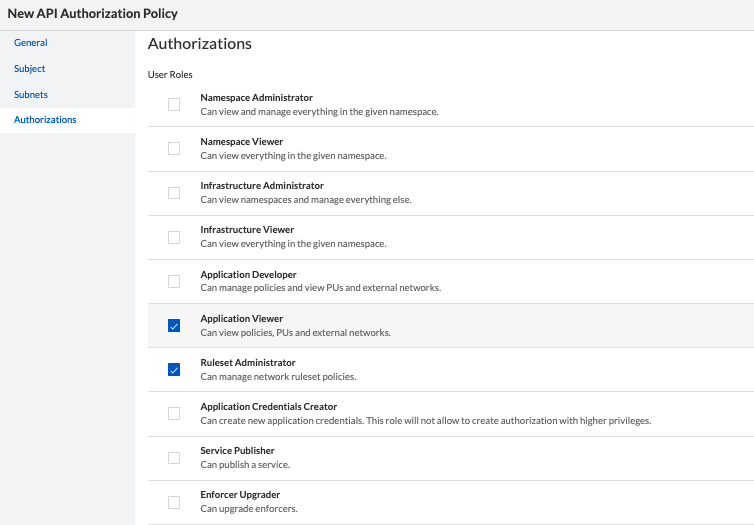 New API Authorization Policy
General
Subject
Subnets
Authorizations
Authorizations
User Roles
Namespace Administrator
Can view and manage everything in the given namespace.
Namespace Viewer
Can view everything in the given namespace.
Infrastructure Administrator
Can view namespaces and manage everything else.
Infrastructure Viewer
Can view everything in the given namespace.
Application Developer
Can manage policies and view PUs and external networks.
Application Viewer
Can view policies, PUs and external networks.
Ruleset Administrator
Can manage network ruleset policies.
Application Credentials Creator
Can create new application credentials. This role will not allow to create authorization with higher privileges.
Service Publisher
Can publish a service.
Enforcer Upgrader
Can upgrade enforcers.